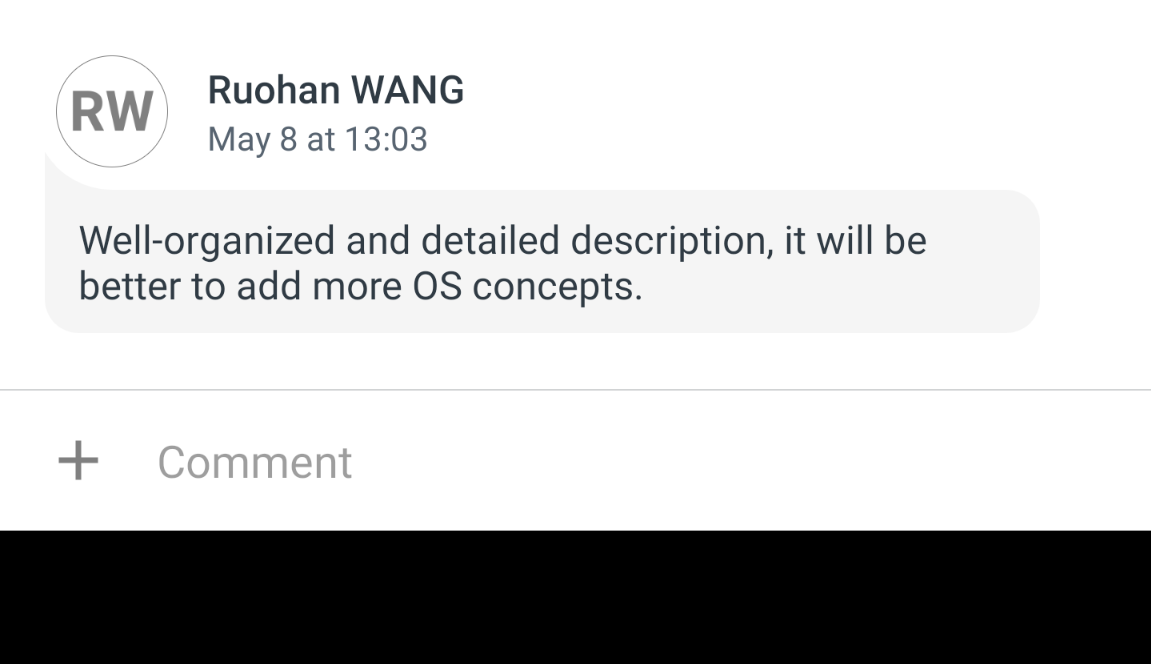 RW
Ruohan WANG
May 8 at 13:03
Well-organized and detailed description, it will be
better to add more OS concepts.
+ Comment